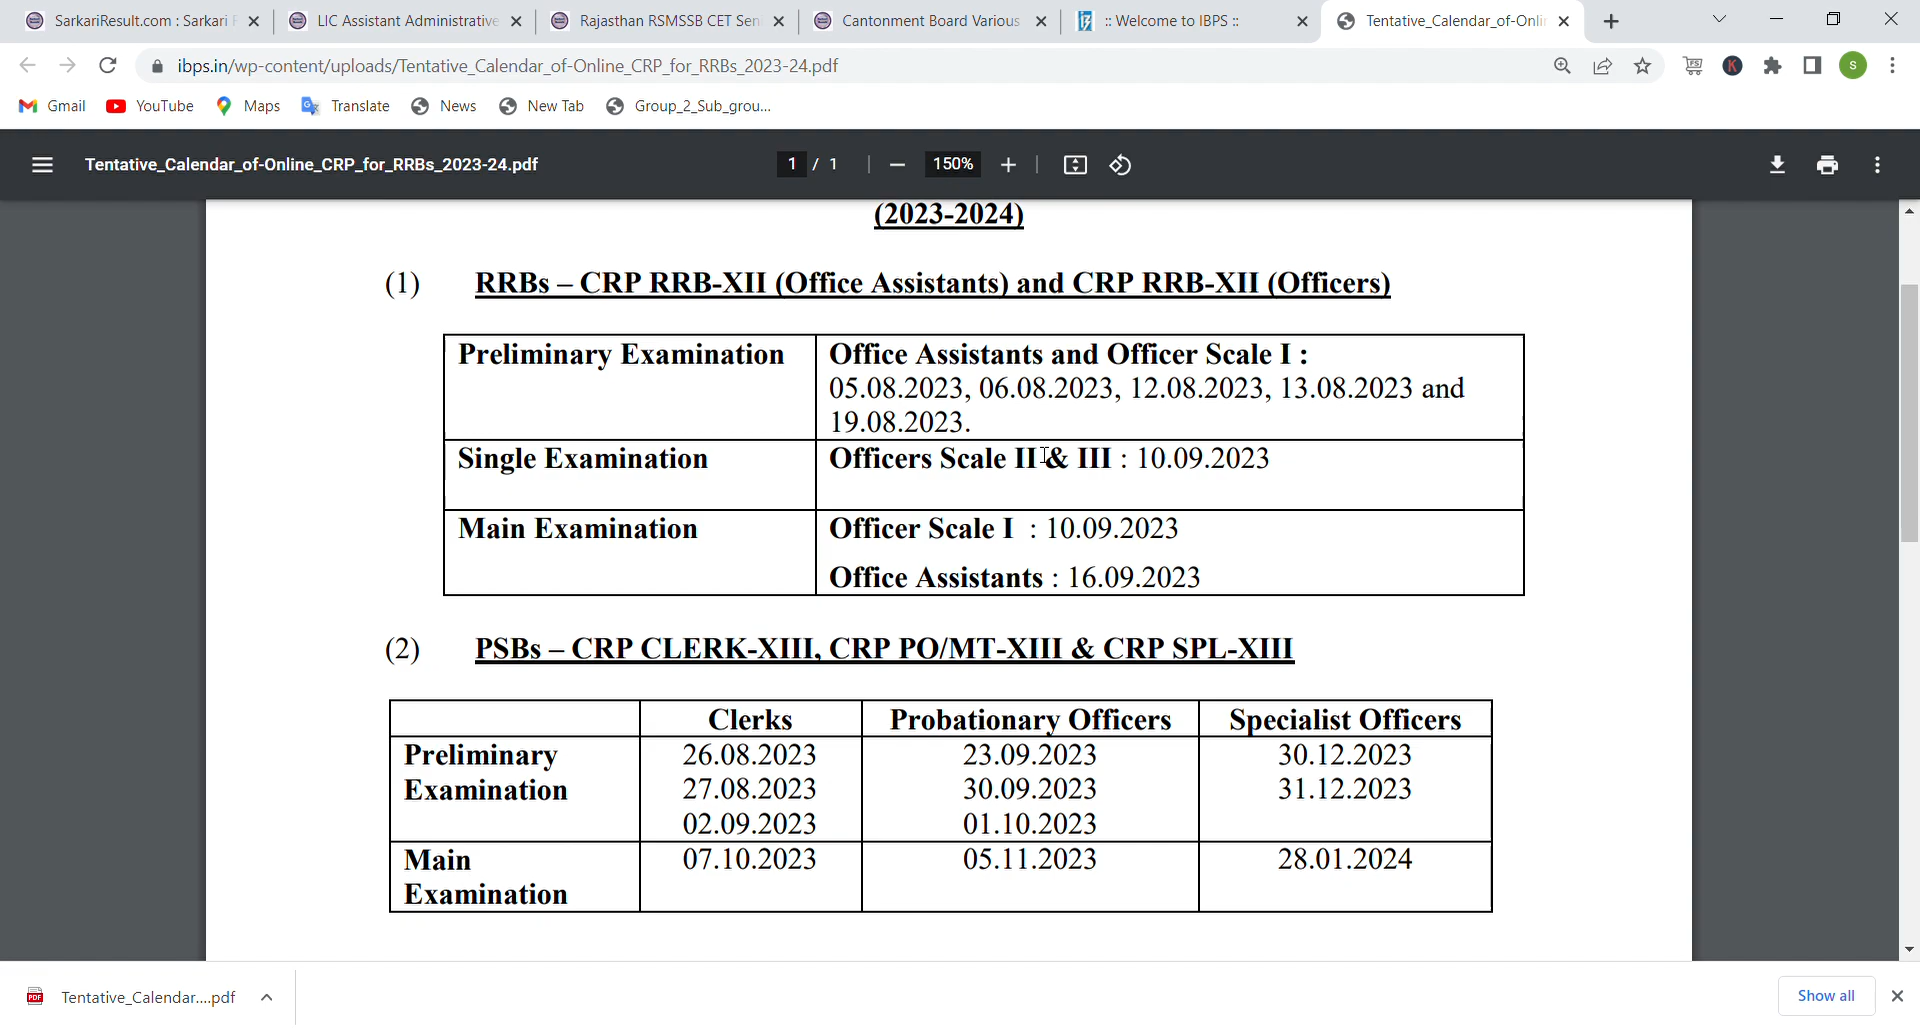 SarkariResult.com : Sarkari R
LIC Assistant Administrative
Rajasthan RSMSSB CET Sen
Cantonment Board Various
:: Welcome to IBPS ::
Tentative_Calendar_of-Onli
ibps.in/wp-content/uploads/Tentative_Calendar_of-Online_CRP_for_RRBs_2023-24.pdf
S
Gmail YouTube Maps Translate News New Tab Group_2_Sub_grou...
Tentative_Calendar_of-Online_CRP_for_RRBs_2023-24.pdf 1 / 1 150%
(2023-2024)
(1) RRBs – CRP RRB-XII (Office Assistants) and CRP RRB-XII (Officers)
Preliminary Examination Office Assistants and Officer Scale I :
05.08.2023, 06.08.2023, 12.08.2023, 13.08.2023 and
19.08.2023.
Single Examination Officers Scale II & III : 10.09.2023
Main Examination Officer Scale I : 10.09.2023
Office Assistants : 16.09.2023
(2) PSBs – CRP CLERK-XIII, CRP PO/MT-XIII & CRP SPL-XIII
Clerks Probationary Officers Specialist Officers
Preliminary 26.08.2023 23.09.2023 30.12.2023
Examination 27.08.2023 30.09.2023 31.12.2023
02.09.2023 01.10.2023
Main 07.10.2023 05.11.2023 28.01.2024
Examination
Tentative_Calendar....pdf
Show all